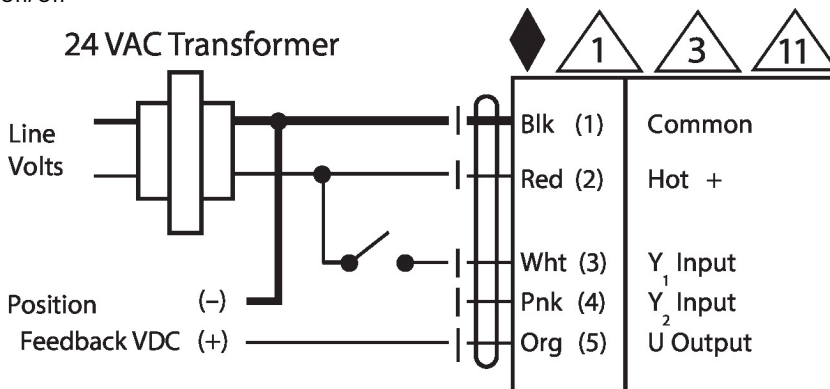 24 VAC Transformer
1
3
11
Line
Volts
Blk (1) Common
Red (2) Hot +
Wht (3) Y1 Input
Pnk (4) Y2 Input
Org (5) U Output
Position (–)
Feedback VDC (+)